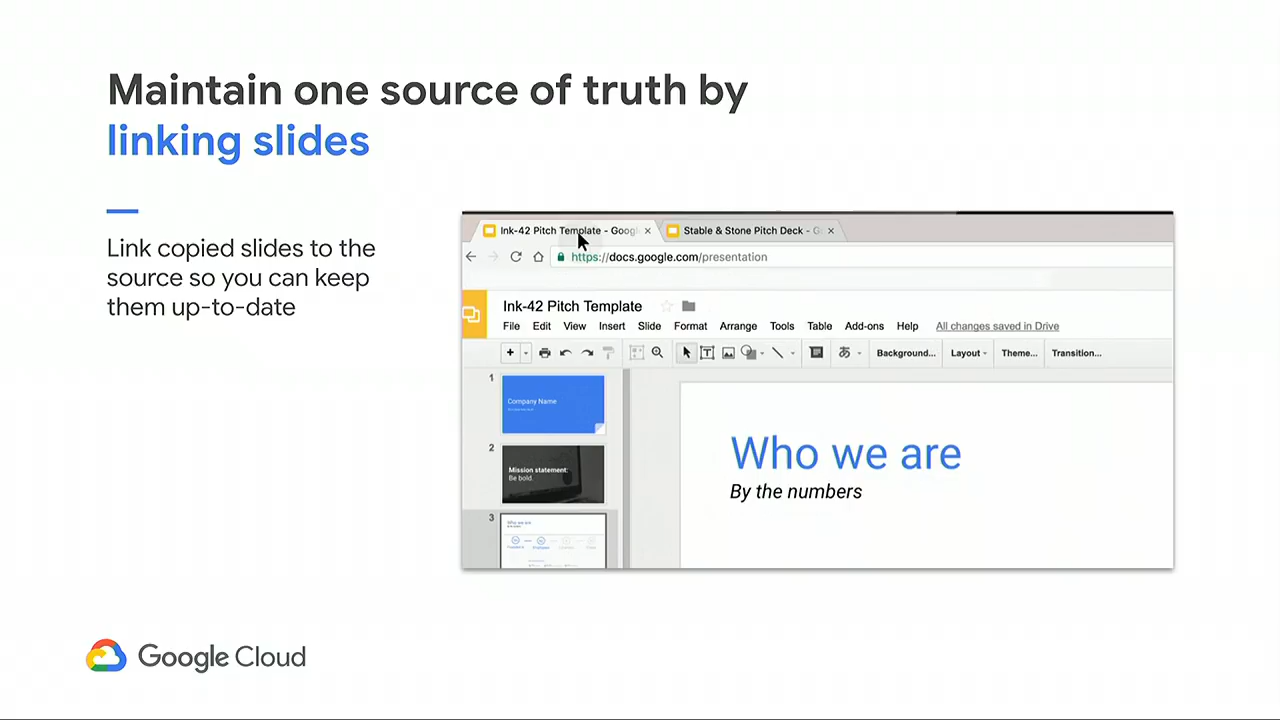 Maintain one source of truth by
linking slides
Link copied slides to the
source so you can keep
them up-to-date
Ink-42 Pitch Template - Googl
Stable & Stone Pitch Deck - G
https://docs.google.com/presentation
Ink-42 Pitch Template
File Edit View Insert Slide Format Arrange Tools Table Add-ons Help All changes saved in Drive
Background... Layout Theme... Transition...
1
Company Name
2
Mission statement:
Be bold.
3
Who we are
Who we are
By the numbers
Google Cloud